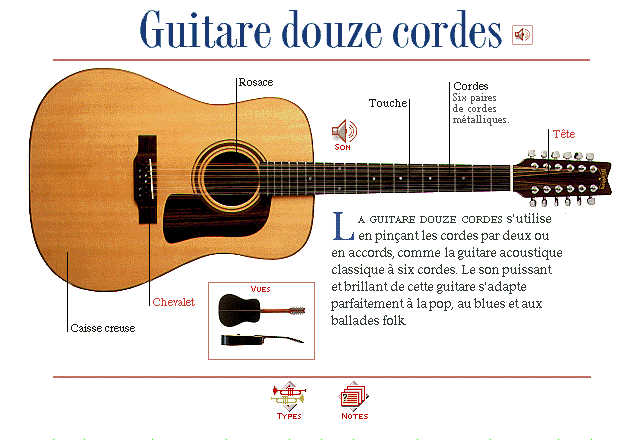 Guitare douze cordes
Rosace
Touche
Cordes
Six paires
de cordes
métalliques.
Tête
Son
La guitare douze cordes s'utilise
en pinçant les cordes par deux ou
en accords, comme la guitare acoustique
classique à six cordes. Le son puissant
et brillant de cette guitare s'adapte
parfaitement à la pop, au blues et aux
ballades folk.
Vues
Chevalet
Caisse creuse
Types
Notes